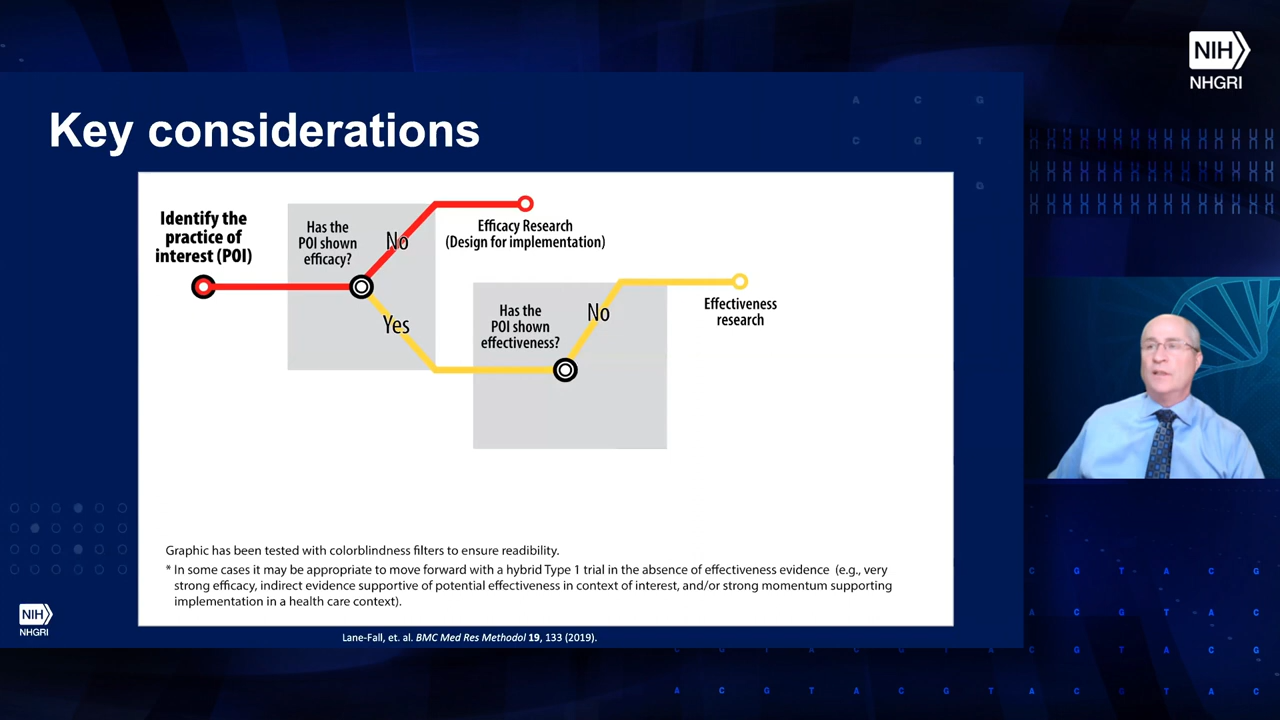 NIH
NHGRI
Key considerations
Identify the
practice of
interest (POI)
Has the
POI shown
efficacy?
No
Efficacy Research
(Design for implementation)
Yes
Has the
POI shown
effectiveness?
No
Effectiveness
research
Graphic has been tested with colorblindness filters to ensure readibility.
* In some cases it may be appropriate to move forward with a hybrid Type 1 trial in the absence of effectiveness evidence (e.g., very
strong efficacy, indirect evidence supportive of potential effectiveness in context of interest, and/or strong momentum supporting
implementation in a health care context).
NIH
NHGRI
Lane-Fall, et. al. BMC Med Res Methodol 19, 133 (2019).
A C G
C G T
G
C G T A C G
A C G T A C
C G T A C G T A C G
A C G T A C G T A C G T A C